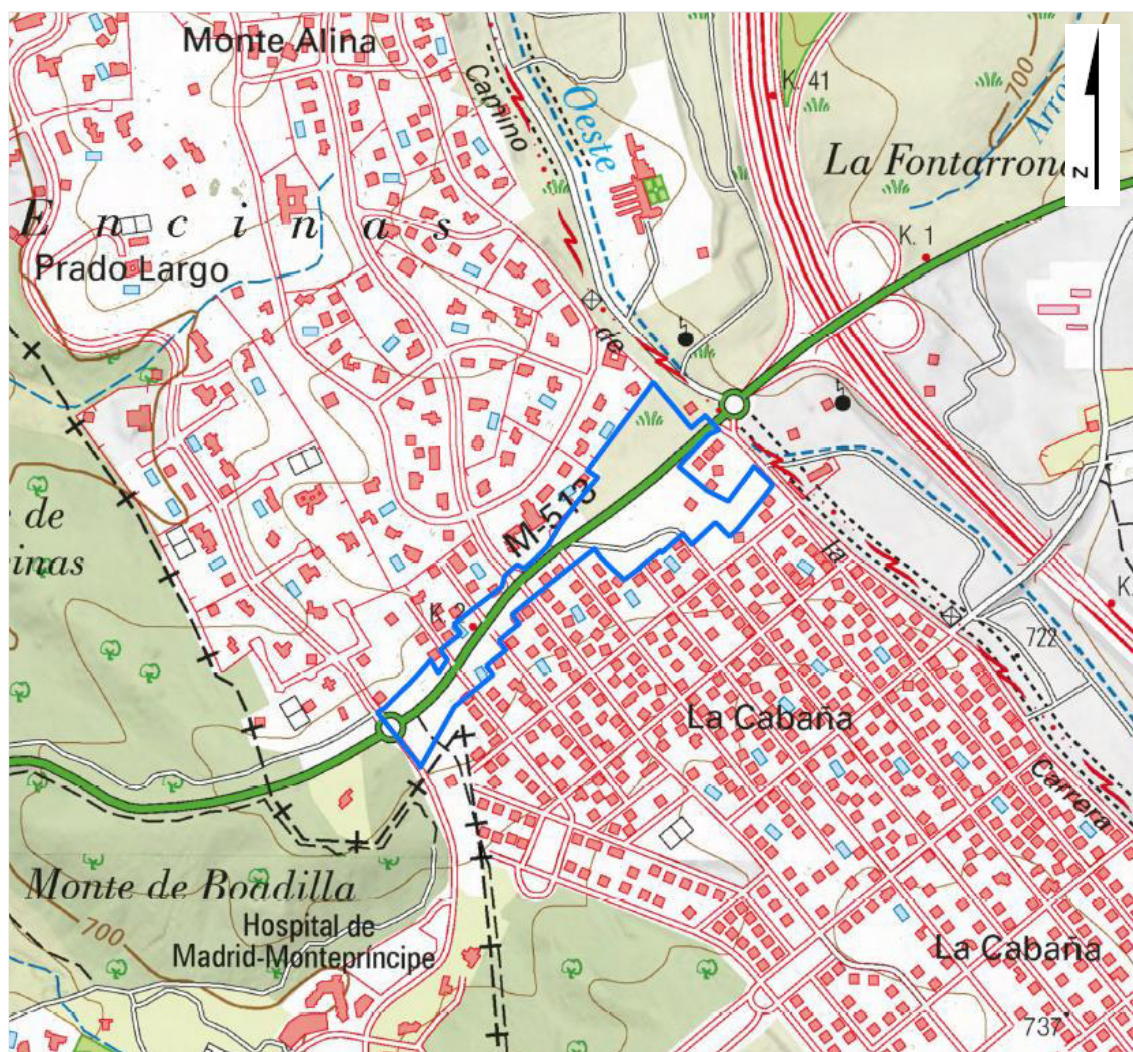 Monte Alina
Camino
Oeste
K. 41
700
Arro
La Fontarrona
N
K. 1
Encinas
Prado Largo
de
de
inas
M-513
K. 2
la
722
K.
La Cabaña
Carrera
Monte de Boadilla
700
Hospital de
Madrid-Montepríncipe
La Cabaña
737